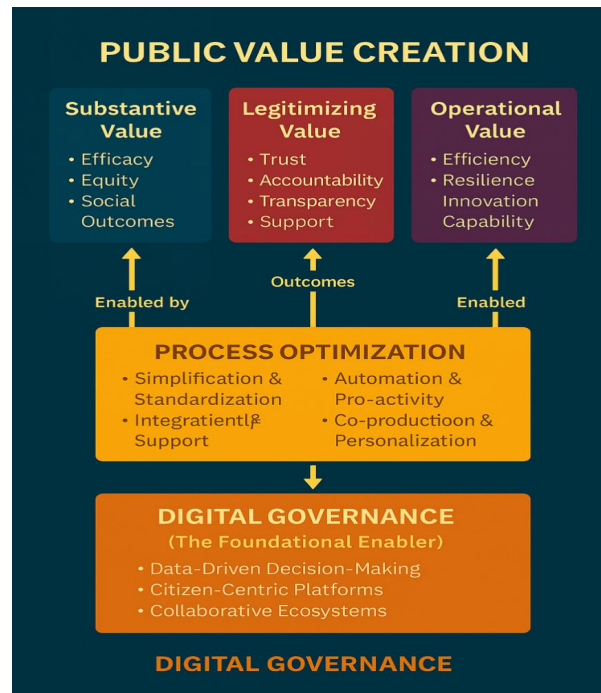 PUBLIC VALUE CREATION
Substantive
Value
• Efficacy
• Equity
• Social
Outcomes
Legitimizing
Value
• Trust
• Accountability
• Transparency
• Support
Operational
Value
• Efficiency
• Resilience
Innovation
Capability
Enabled by
Outcomes
Enabled
PROCESS OPTIMIZATION
• Simplification &
Standardization
• Support
• Automation &
Pro-activity
• Co-productioon &
Personalization
DIGITAL GOVERNANCE
(The Foundational Enabler)
• Data-Driven Decision-Making
• Citizen-Centric Platforms
• Collaborative Ecosystems
DIGITAL GOVERNANCE